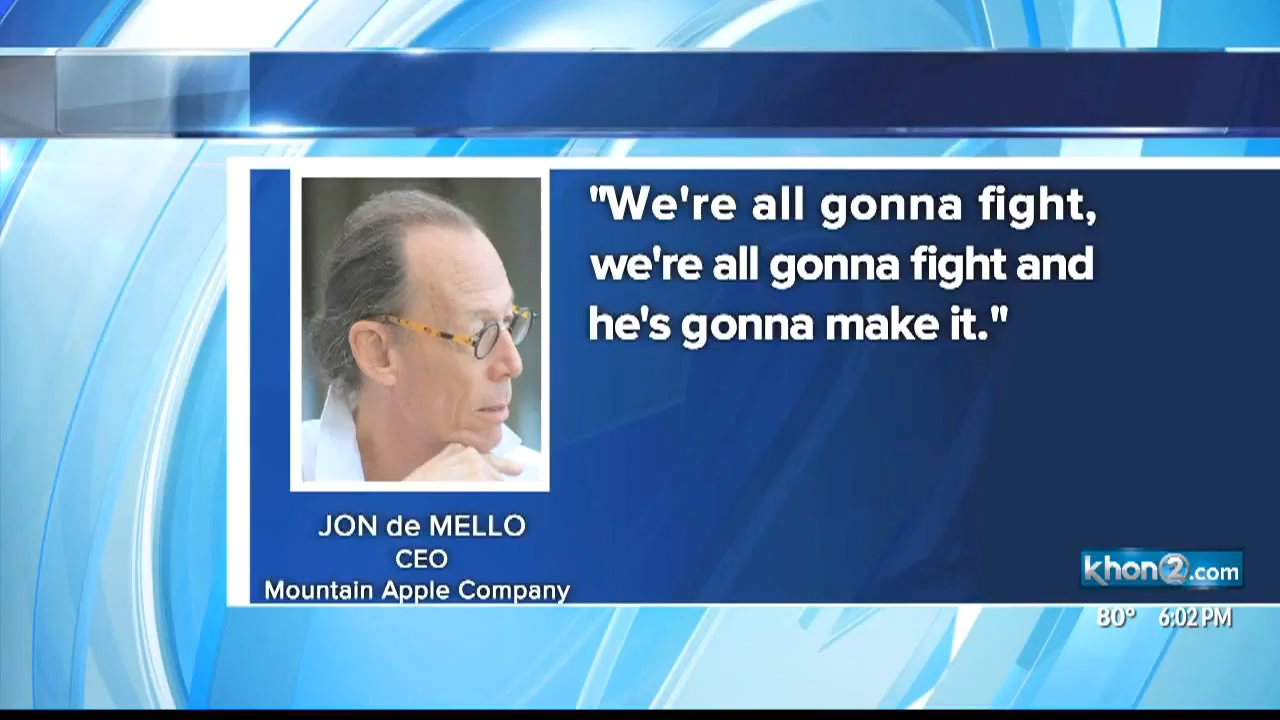 "We're all gonna fight,
we're all gonna fight and
he's gonna make it."
JON de MELLO
CEO
Mountain Apple Company
khon2.com
80° 6:02 PM